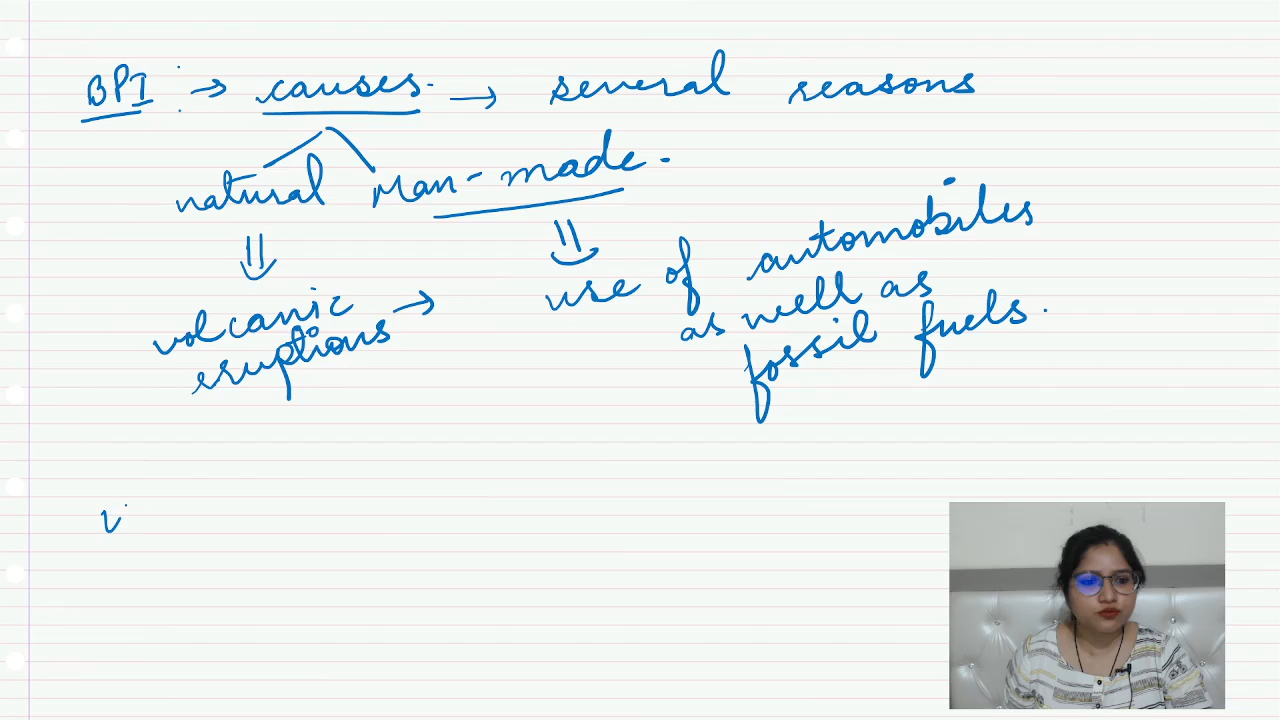 BPI : → causes. → several reasons
natural Man-made.
volcanic eruptions → use of automobiles
as well as
fossil fuels.